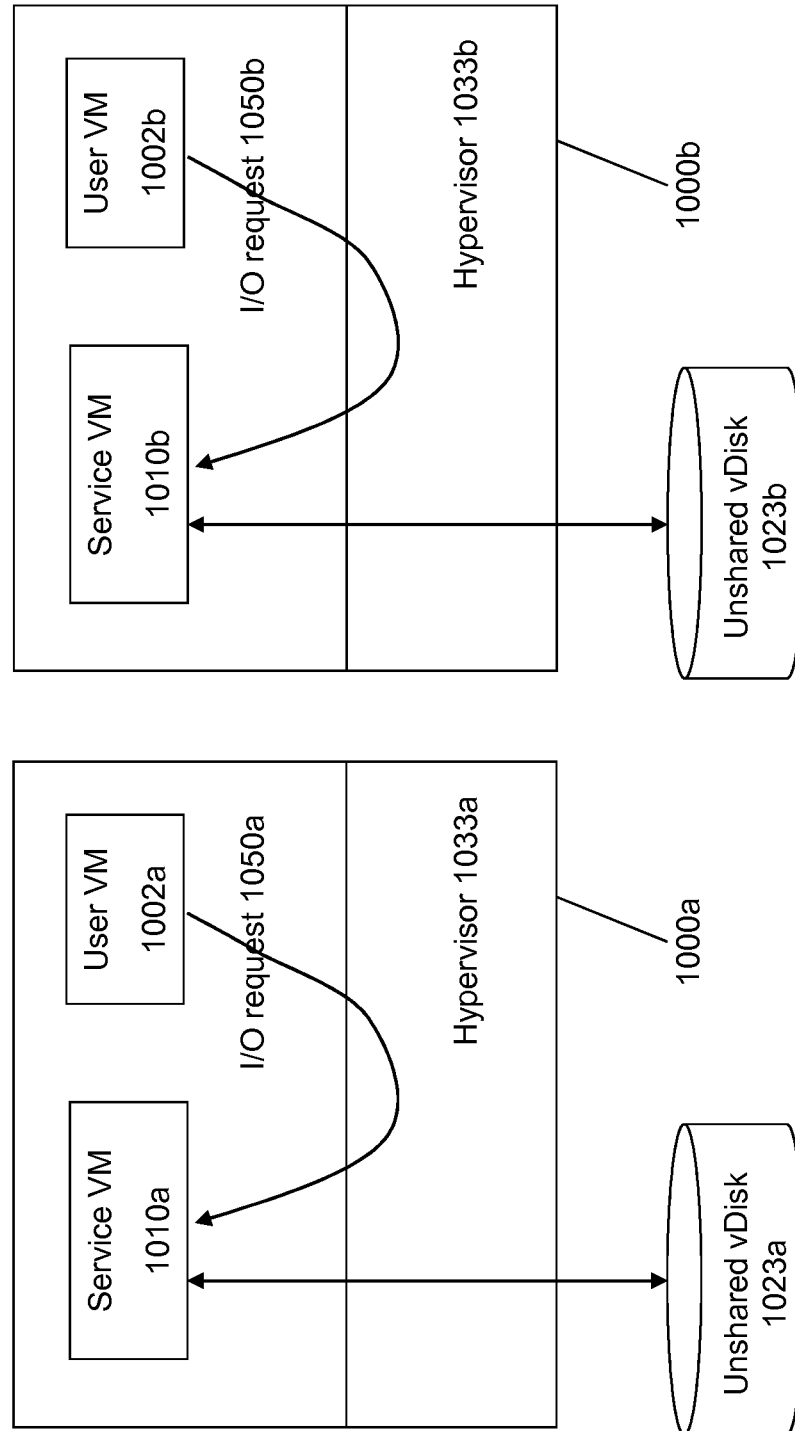 Service VM
1010a
User VM
1002a
I/O request 1050a
Hypervisor 1033a
1000a
Unshared vDisk
1023a
Service VM
1010b
User VM
1002b
I/O request 1050b
Hypervisor 1033b
1000b
Unshared vDisk
1023b